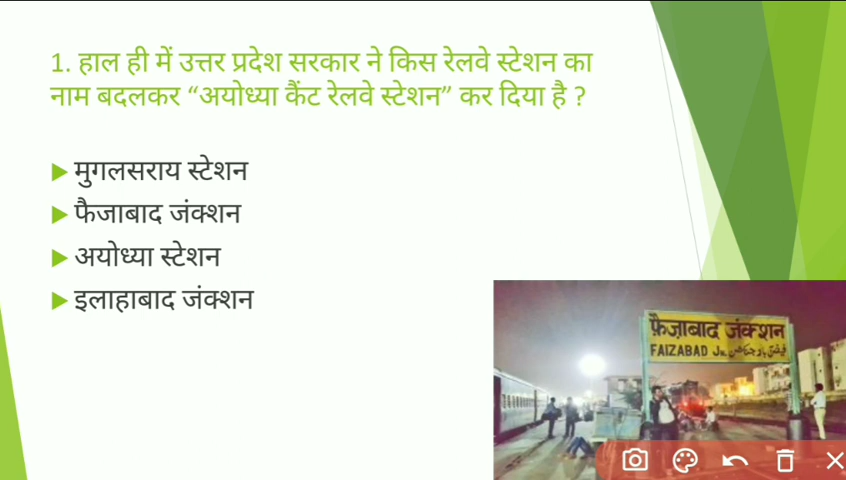 1. हाल ही में उत्तर प्रदेश सरकार ने किस रेलवे स्टेशन का
नाम बदलकर “अयोध्या कैंट रेलवे स्टेशन” कर दिया है ?
मुगलसराय स्टेशन
फैजाबाद जंक्शन
अयोध्या स्टेशन
इलाहाबाद जंक्शन
फ़ैज़ाबाद जंक्शन
FAIZABAD Jn.